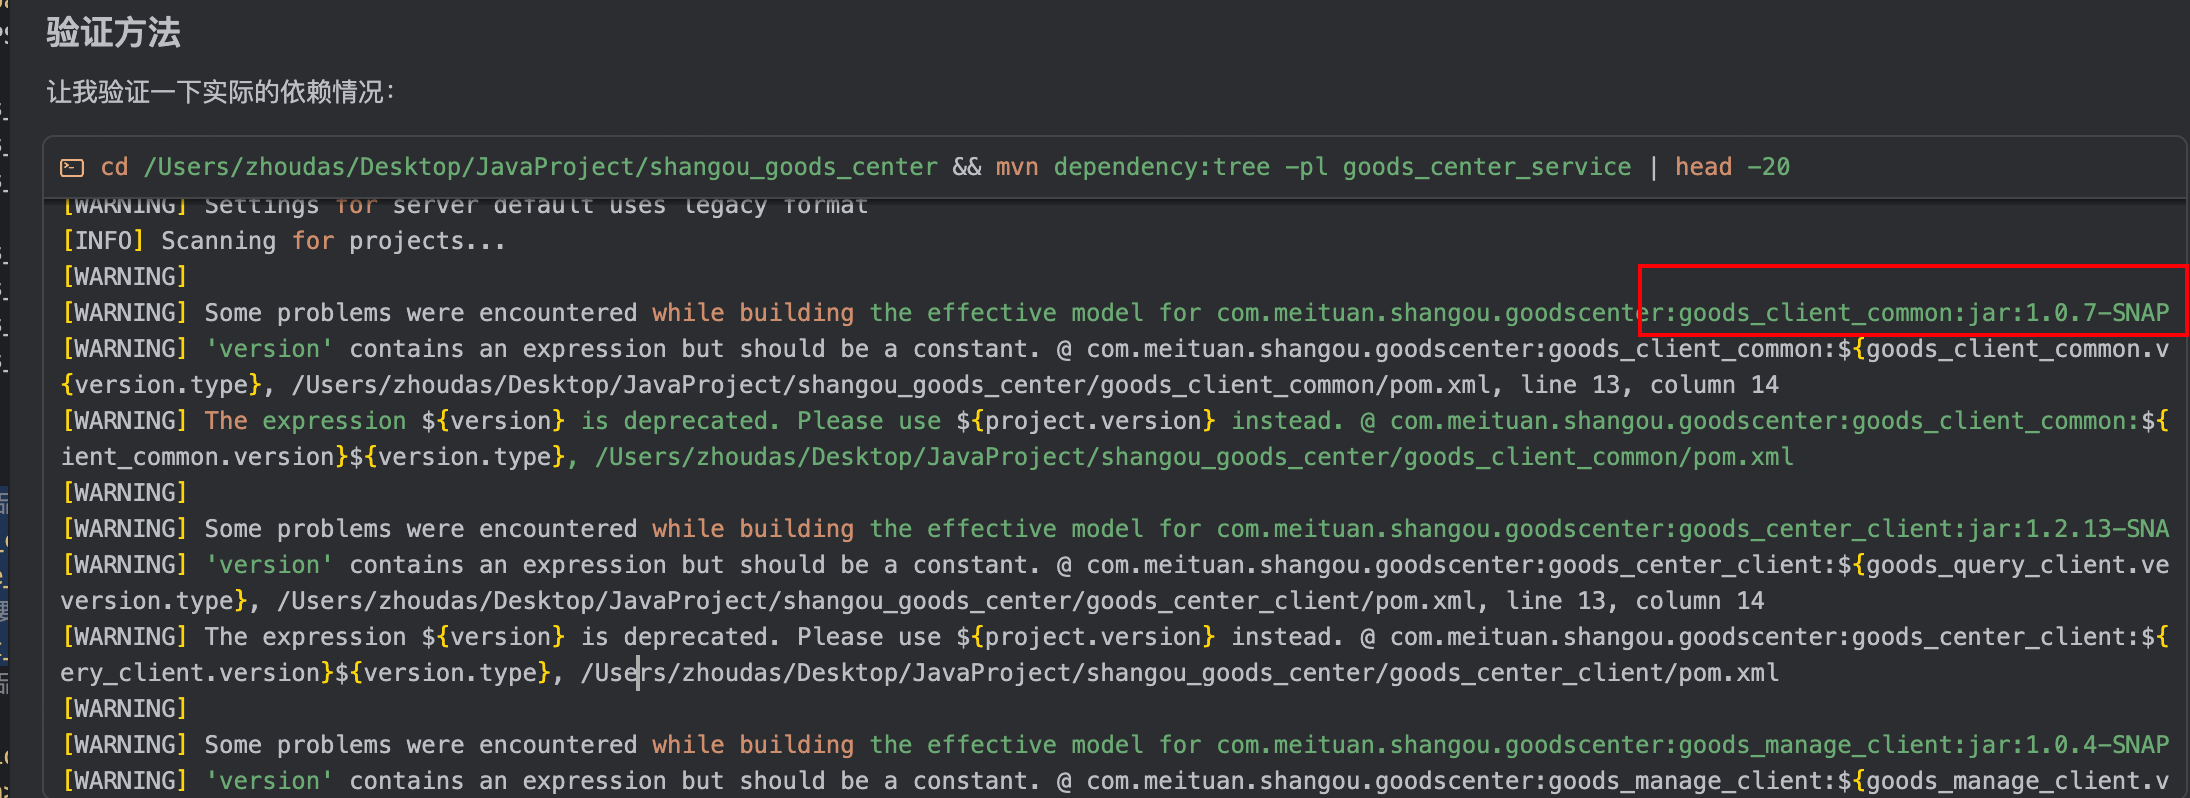 验证方法
让我验证一下实际的依赖情况：
cd /Users/zhoudas/Desktop/JavaProject/shangou_goods_center && mvn dependency:tree -pl goods_center_service | head -20
[WARNING] Settings for server default uses legacy format
[INFO] Scanning for projects...
[WARNING]
[WARNING] Some problems were encountered while building the effective model for com.meituan.shangou.goodscenter:goods_client_common:jar:1.0.7-SNAP
[WARNING] 'version' contains an expression but should be a constant. @ com.meituan.shangou.goodscenter:goods_client_common:${goods_client_common.v
{version.type}, /Users/zhoudas/Desktop/JavaProject/shangou_goods_center/goods_client_common/pom.xml, line 13, column 14
[WARNING] The expression ${version} is deprecated. Please use ${project.version} instead. @ com.meituan.shangou.goodscenter:goods_client_common:${
ient_common.version}${version.type}, /Users/zhoudas/Desktop/JavaProject/shangou_goods_center/goods_client_common/pom.xml
[WARNING]
[WARNING] Some problems were encountered while building the effective model for com.meituan.shangou.goodscenter:goods_center_client:jar:1.2.13-SNA
[WARNING] 'version' contains an expression but should be a constant. @ com.meituan.shangou.goodscenter:goods_center_client:${goods_query_client.ve
version.type}, /Users/zhoudas/Desktop/JavaProject/shangou_goods_center/goods_center_client/pom.xml, line 13, column 14
[WARNING] The expression ${version} is deprecated. Please use ${project.version} instead. @ com.meituan.shangou.goodscenter:goods_center_client:${
ery_client.version}${version.type}, /Users/zhoudas/Desktop/JavaProject/shangou_goods_center/goods_center_client/pom.xml
[WARNING]
[WARNING] Some problems were encountered while building the effective model for com.meituan.shangou.goodscenter:goods_manage_client:jar:1.0.4-SNAP
[WARNING] 'version' contains an expression but should be a constant. @ com.meituan.shangou.goodscenter:goods_manage_client:${goods_manage_client.v